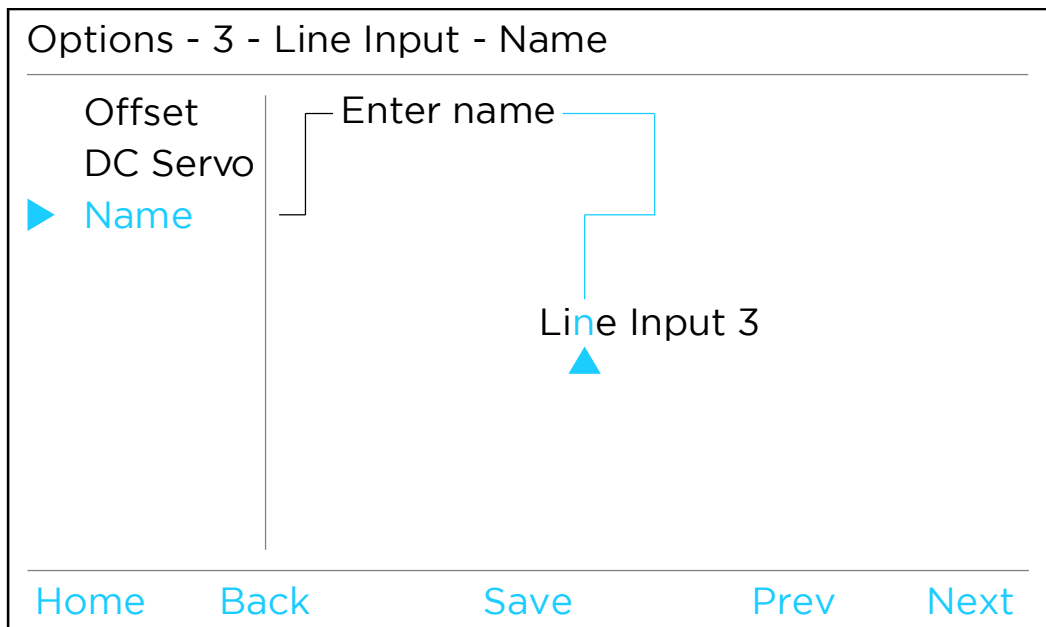 Options - 3 - Line Input - Name
Offset
DC Servo
Name
Enter name
Line Input 3
Home Back Save Prev Next